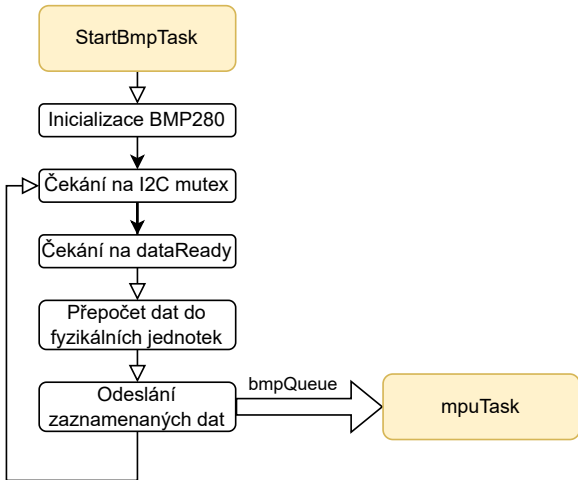 StartBmpTask
Inicializace BMP280
Čekání na I2C mutex
Čekání na dataReady
Přepočet dat do
fyzikálních jednotek
Odeslání
zaznamenaných dat
bmpQueue
mpuTask